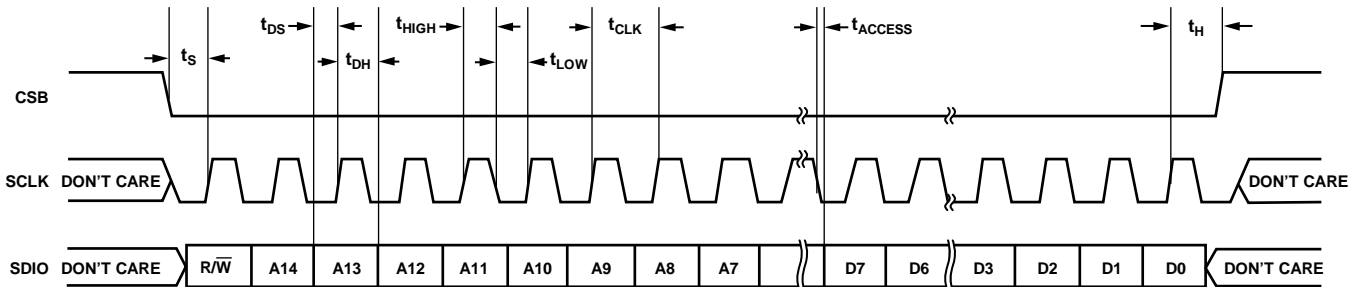 tDS tHIGH tCLK tACCESS tH
tS tDH tLOW
CSB
SCLK DON'T CARE DON'T CARE
SDIO DON'T CARE R/W̅ A14 A13 A12 A11 A10 A9 A8 A7 D7 D6 D3 D2 D1 D0 DON'T CARE